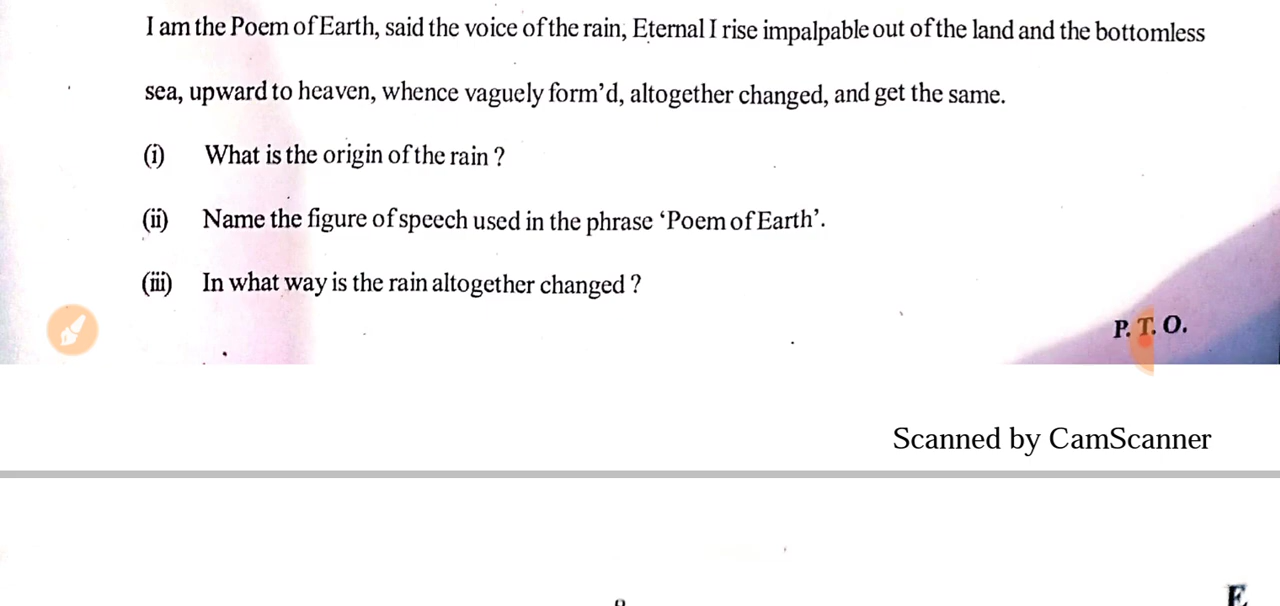 I am the Poem of Earth, said the voice of the rain, Eternal I rise impalpable out of the land and the bottomless
sea, upward to heaven, whence vaguely form'd, altogether changed, and get the same.
(i) What is the origin of the rain ?
(ii) Name the figure of speech used in the phrase ‘Poem of Earth’.
(iii) In what way is the rain altogether changed ?
P. T. O.
Scanned by CamScanner
E